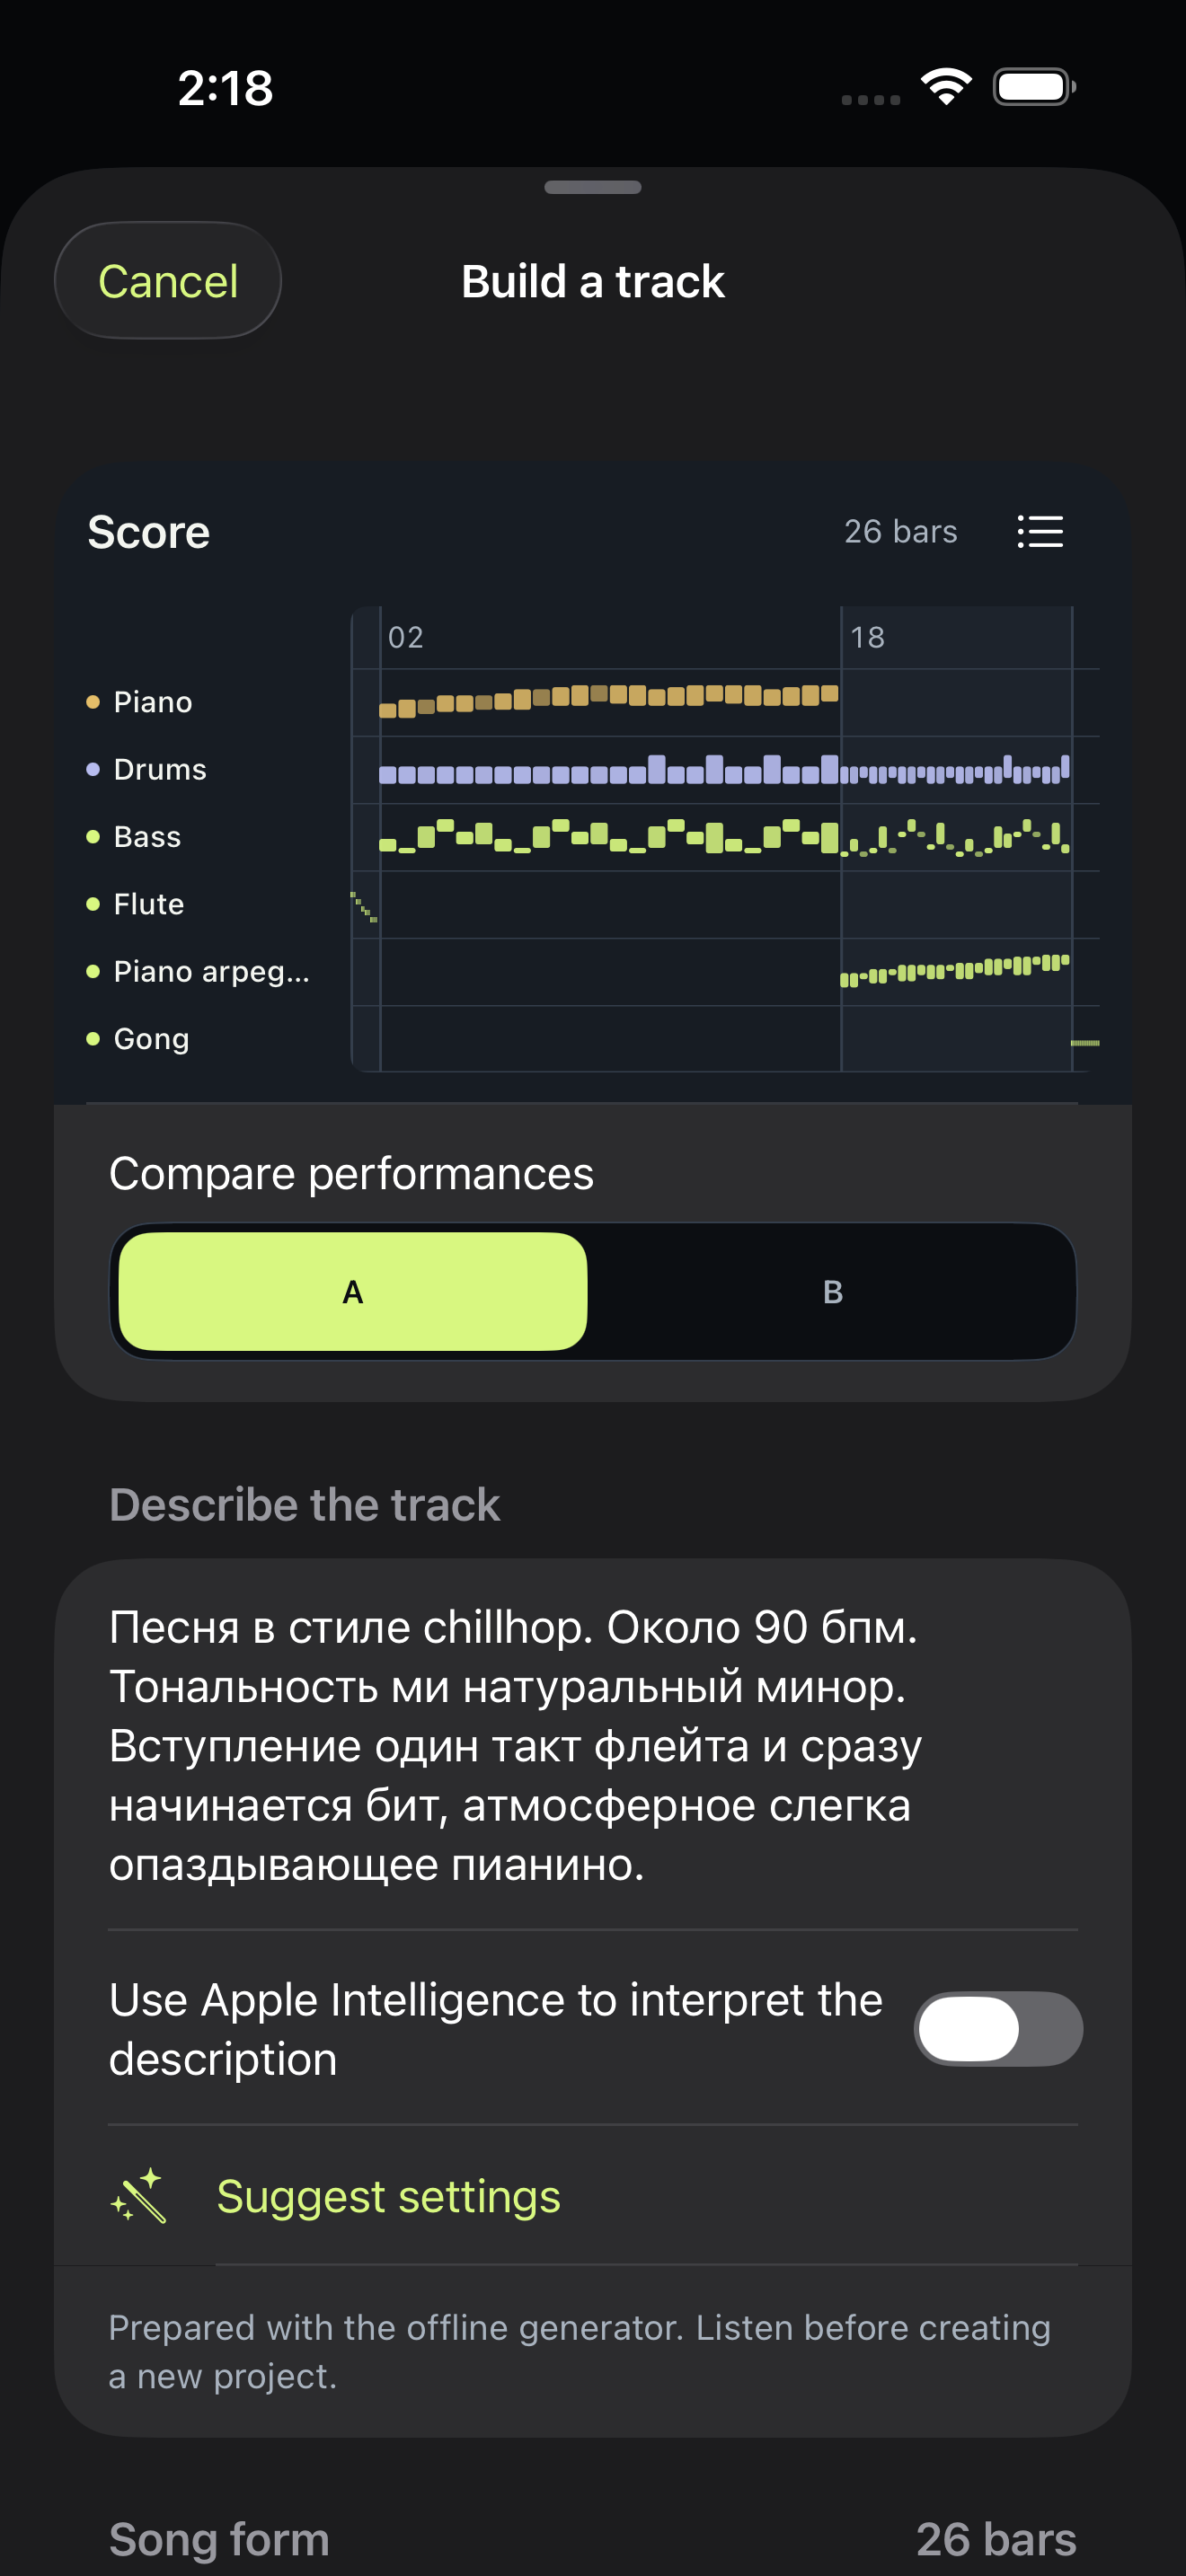 2:18
Cancel
Build a track
Score
26 bars
02
18
Piano
Drums
Bass
Flute
Piano arpeg...
Gong
Compare performances
A
B
Describe the track
Песня в стиле chillhop. Около 90 бпм.
Тональность ми натуральный минор.
Вступление один такт флейта и сразу
начинается бит, атмосферное слегка
опаздывающее пианино.
Use Apple Intelligence to interpret the
description
Suggest settings
Prepared with the offline generator. Listen before creating
a new project.
Song form
26 bars